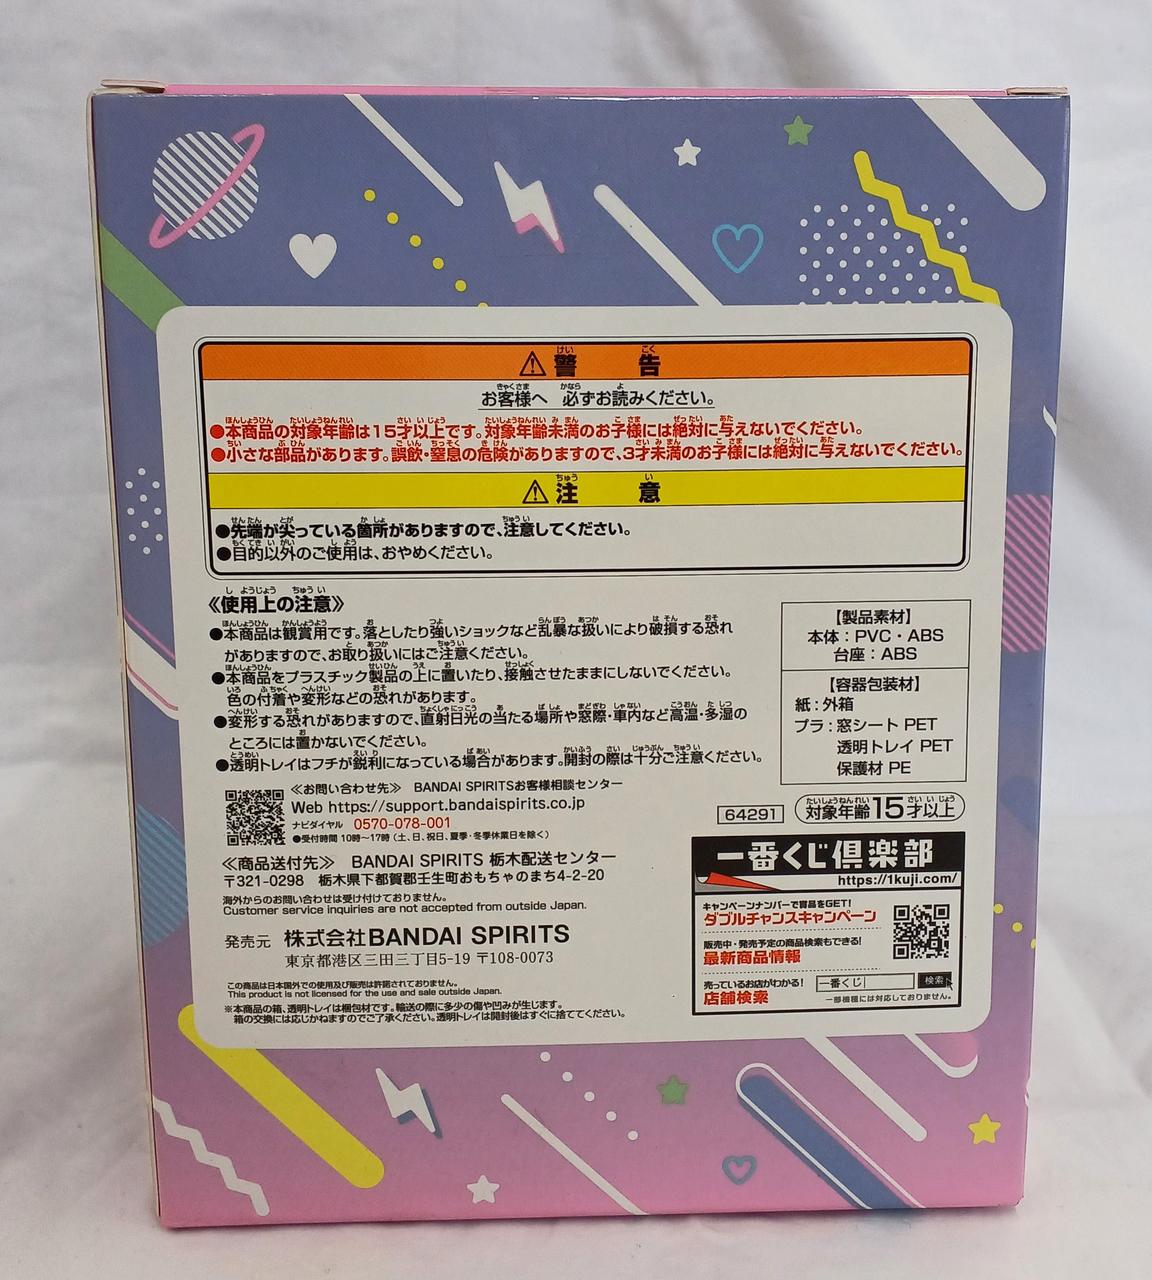 ⚠警告
お客様へ 必ずお読みください。
●本商品の対象年齢は15才以上です。対象年齢未満のお子様には絶対に与えないでください。
●小さな部品があります。誤飲・窒息の危険がありますので、3才未満のお子様には絶対に与えないでください。
⚠注意
●先端が尖っている箇所がありますので、注意してください。
●目的以外のご使用は、おやめください。
《使用上の注意》
●本商品は観賞用です。落としたり強いショックなど乱暴な扱いにより破損する恐れ
がありますので、お取り扱いにはご注意ください。
●本商品をプラスチック製品の上に置いたり、接触させたままにしないでください。
色の付着や変形などの恐れがあります。
●変形する恐れがありますので、直射日光の当たる場所や窓際・車内など高温・多湿の
ところには置かないでください。
●透明トレイはフチが鋭利になっている場合があります。開封の際は十分ご注意ください。
【製品素材】
本体：PVC・ABS
台座：ABS
【容器包装材】
紙：外箱
プラ：窓シート PET
透明トレイ PET
保護材 PE
≪お問い合わせ先≫ BANDAI SPIRITSお客様相談センター
Web https://support.bandaispirits.co.jp
ナビダイヤル 0570-078-001
●受付時間 10時～17時（土、日、祝日、夏季・冬季休業日を除く）
≪商品送付先≫ BANDAI SPIRITS 栃木配送センター
〒321-0298 栃木県下都賀郡壬生町おもちゃのまち4-2-20
海外からのお問い合わせは受け付けておりません。
Customer service inquiries are not accepted from outside Japan.
発売元 株式会社BANDAI SPIRITS
東京都港区三田三丁目5-19 〒108-0073
この商品は日本国外での使用及び販売は許諾されておりません。
This product is not licensed for the use and sale outside Japan.
※本商品の箱、透明トレイは梱包材です。輸送の際に多少の傷や凹みが生じます。
箱の交換には応じかねますのでご了承ください。透明トレイは開封後はすぐに捨ててください。
64291
対象年齢15才以上
一番くじ倶楽部
https://1kuji.com/
キャンペーンナンバーで賞品をGET!
ダブルチャンスキャンペーン
販売中・発売予定の商品検索もできる!
最新商品情報
売っているお店がわかる!
店舗検索
一番くじ 検索
一部機種には対応しておりません。